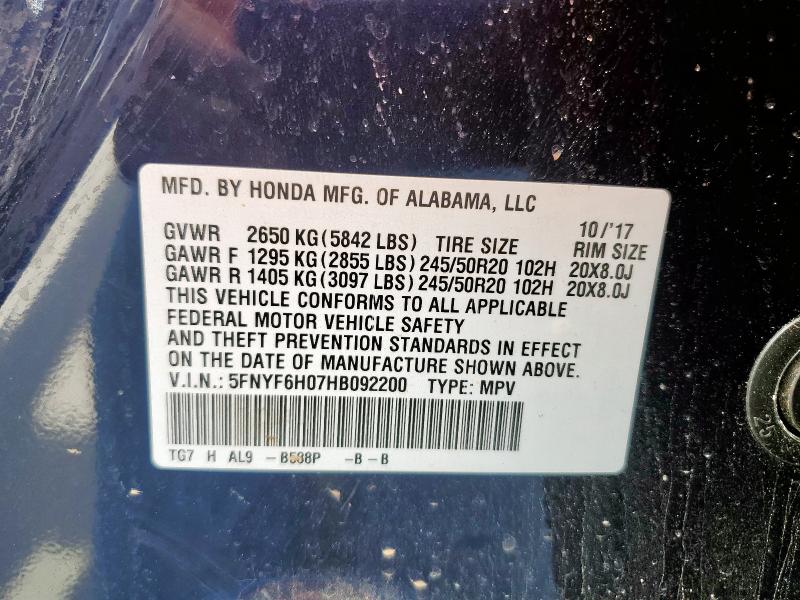 MFD. BY HONDA MFG. OF ALABAMA, LLC 10/'17
GVWR 2650 KG(5842 LBS) TIRE SIZE RIM SIZE
GAWR F 1295 KG(2855 LBS) 245/50R20 102H 20X8.0J
GAWR R 1405 KG(3097 LBS) 245/50R20 102H 20X8.0J
THIS VEHICLE CONFORMS TO ALL APPLICABLE
FEDERAL MOTOR VEHICLE SAFETY
AND THEFT PREVENTION STANDARDS IN EFFECT
ON THE DATE OF MANUFACTURE SHOWN ABOVE.
V.I.N.: 5FNYF6H07HB092200 TYPE: MPV
TG7 H AL9 -B588P -B-B